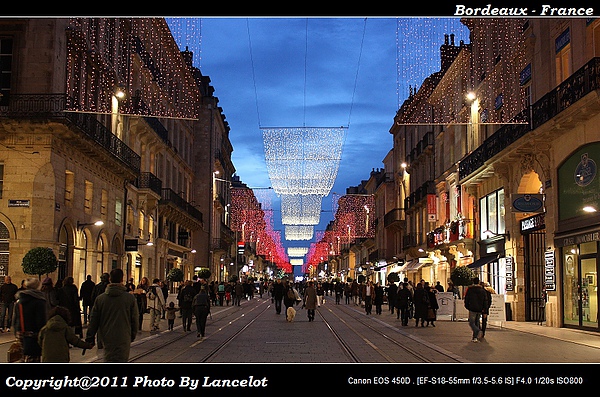 Bordeaux - France
Copyright@2011 Photo By Lancelot
Canon EOS 450D . [EF-S18-55mm f/3.5-5.6 IS] F4.0 1/20s ISO800